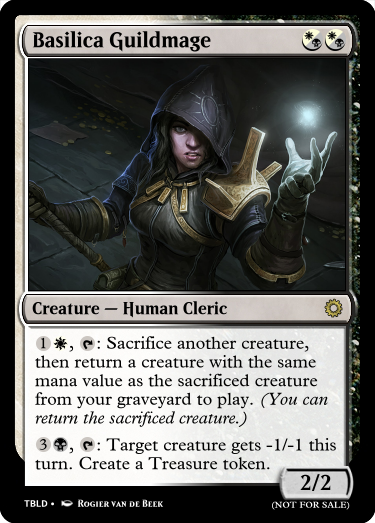 Basilica Guildmage
Creature — Human Cleric
1, : Sacrifice another creature,
then return a creature with the same
mana value as the sacrificed creature
from your graveyard to play. (You can
return the sacrificed creature.)
3, : Target creature gets -1/-1 this
turn. Create a Treasure token.
2/2
TBLD • Rogier van de Beek
(NOT FOR SALE)